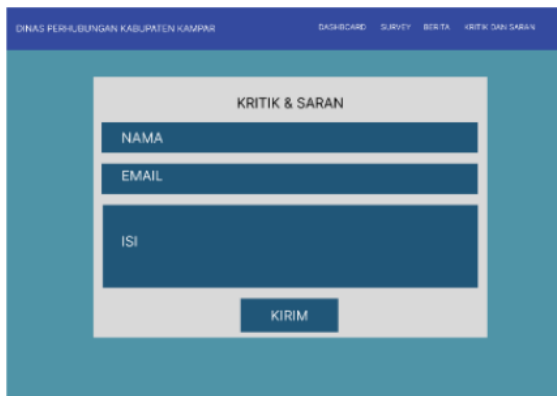 DINAS PERHUBUNGAN KABUPATEN KAMPAR DASHBOARD SURVEY BERITA KRITIK DAN SARAN
KRITIK & SARAN
NAMA
EMAIL
ISI
KIRIM